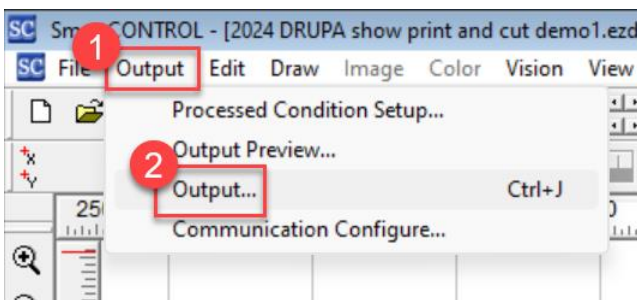 SC Sm CONTROL - [2024 DRUPA show print and cut demo1.ezd
1
SC File Output Edit Draw Image Color Vision View
Processed Condition Setup...
Output Preview...
2
Output... Ctrl+J
Communication Configure...
25